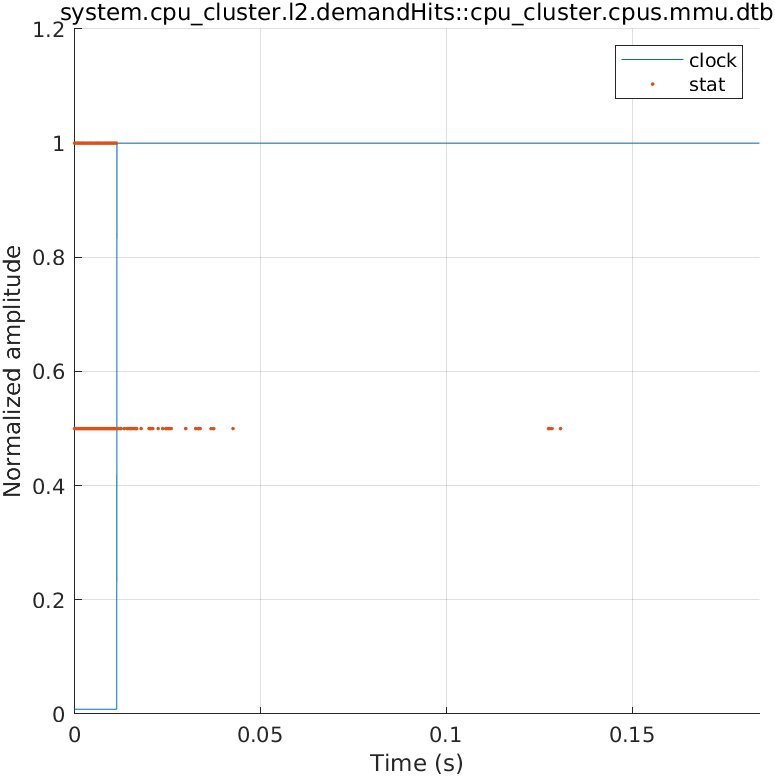 system.cpu_cluster.l2.demandHits::cpu_cluster.cpus.mmu.dtb
1.2
clock
stat
1
0.8
0.6
0.4
0.2
0
Normalized amplitude
0
0.05
0.1
0.15
Time (s)